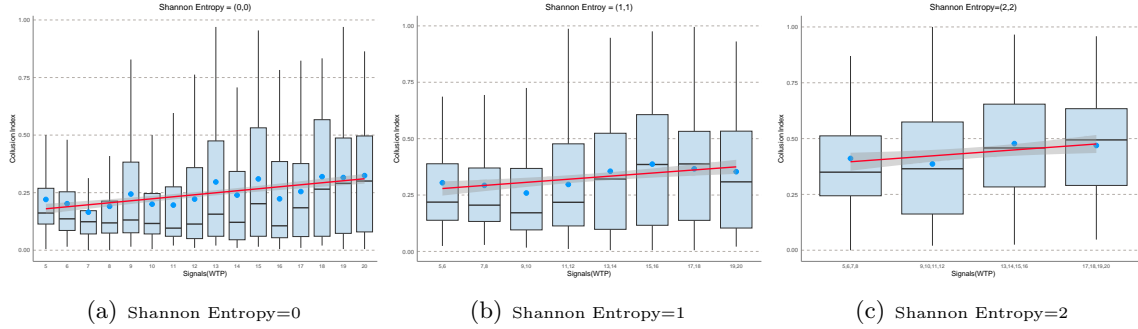 Shannon Entropy = (0,0)
Collusion Index
1.00
0.75
0.50
0.25
0.00
5 6 7 8 9 10 11 12 13 14 15 16 17 18 19 20
Signals(WTP)
(a) Shannon Entropy=0
Shannon Entroy = (1,1)
Collusion Index
1.00
0.75
0.50
0.25
0.00
5,6 7,8 9,10 11,12 13,14 15,16 17,18 19,20
Signals(WTP)
(b) Shannon Entropy=1
Shannon Entropy=(2,2)
Collusion Index
1.00
0.75
0.50
0.25
0.00
5,6,7,8 9,10,11,12 13,14,15,16 17,18,19,20
Signals(WTP)
(c) Shannon Entropy=2